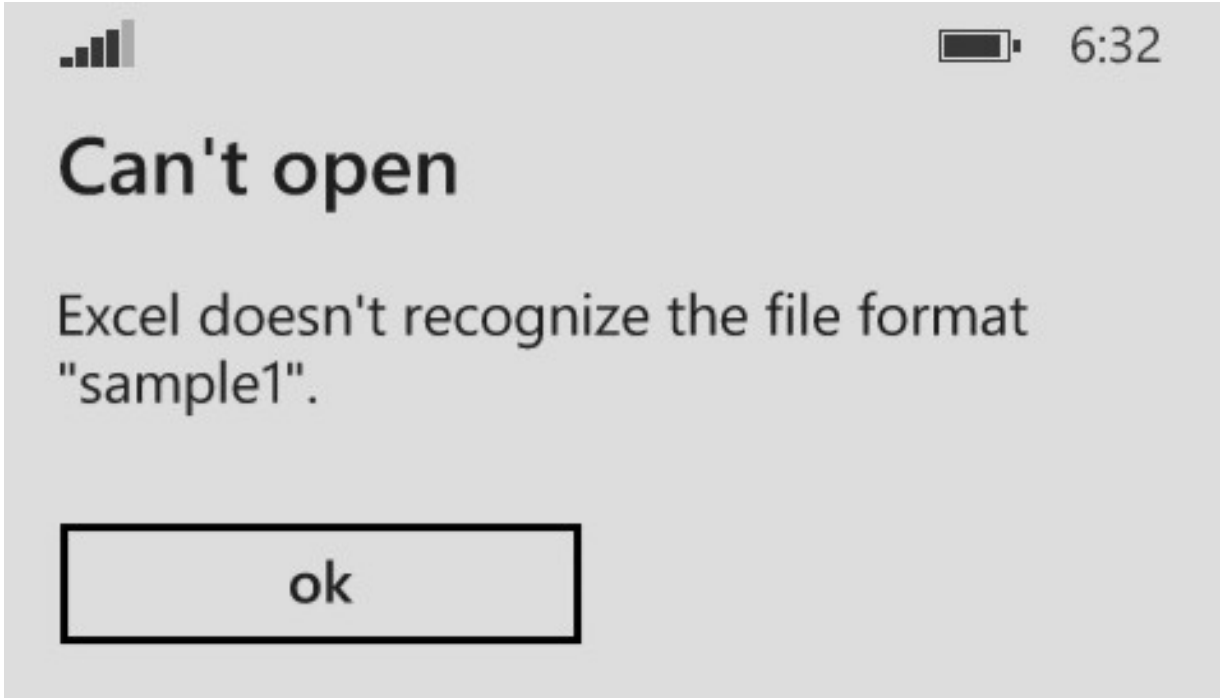 6:32
Can't open
Excel doesn't recognize the file format
"sample1".
ok